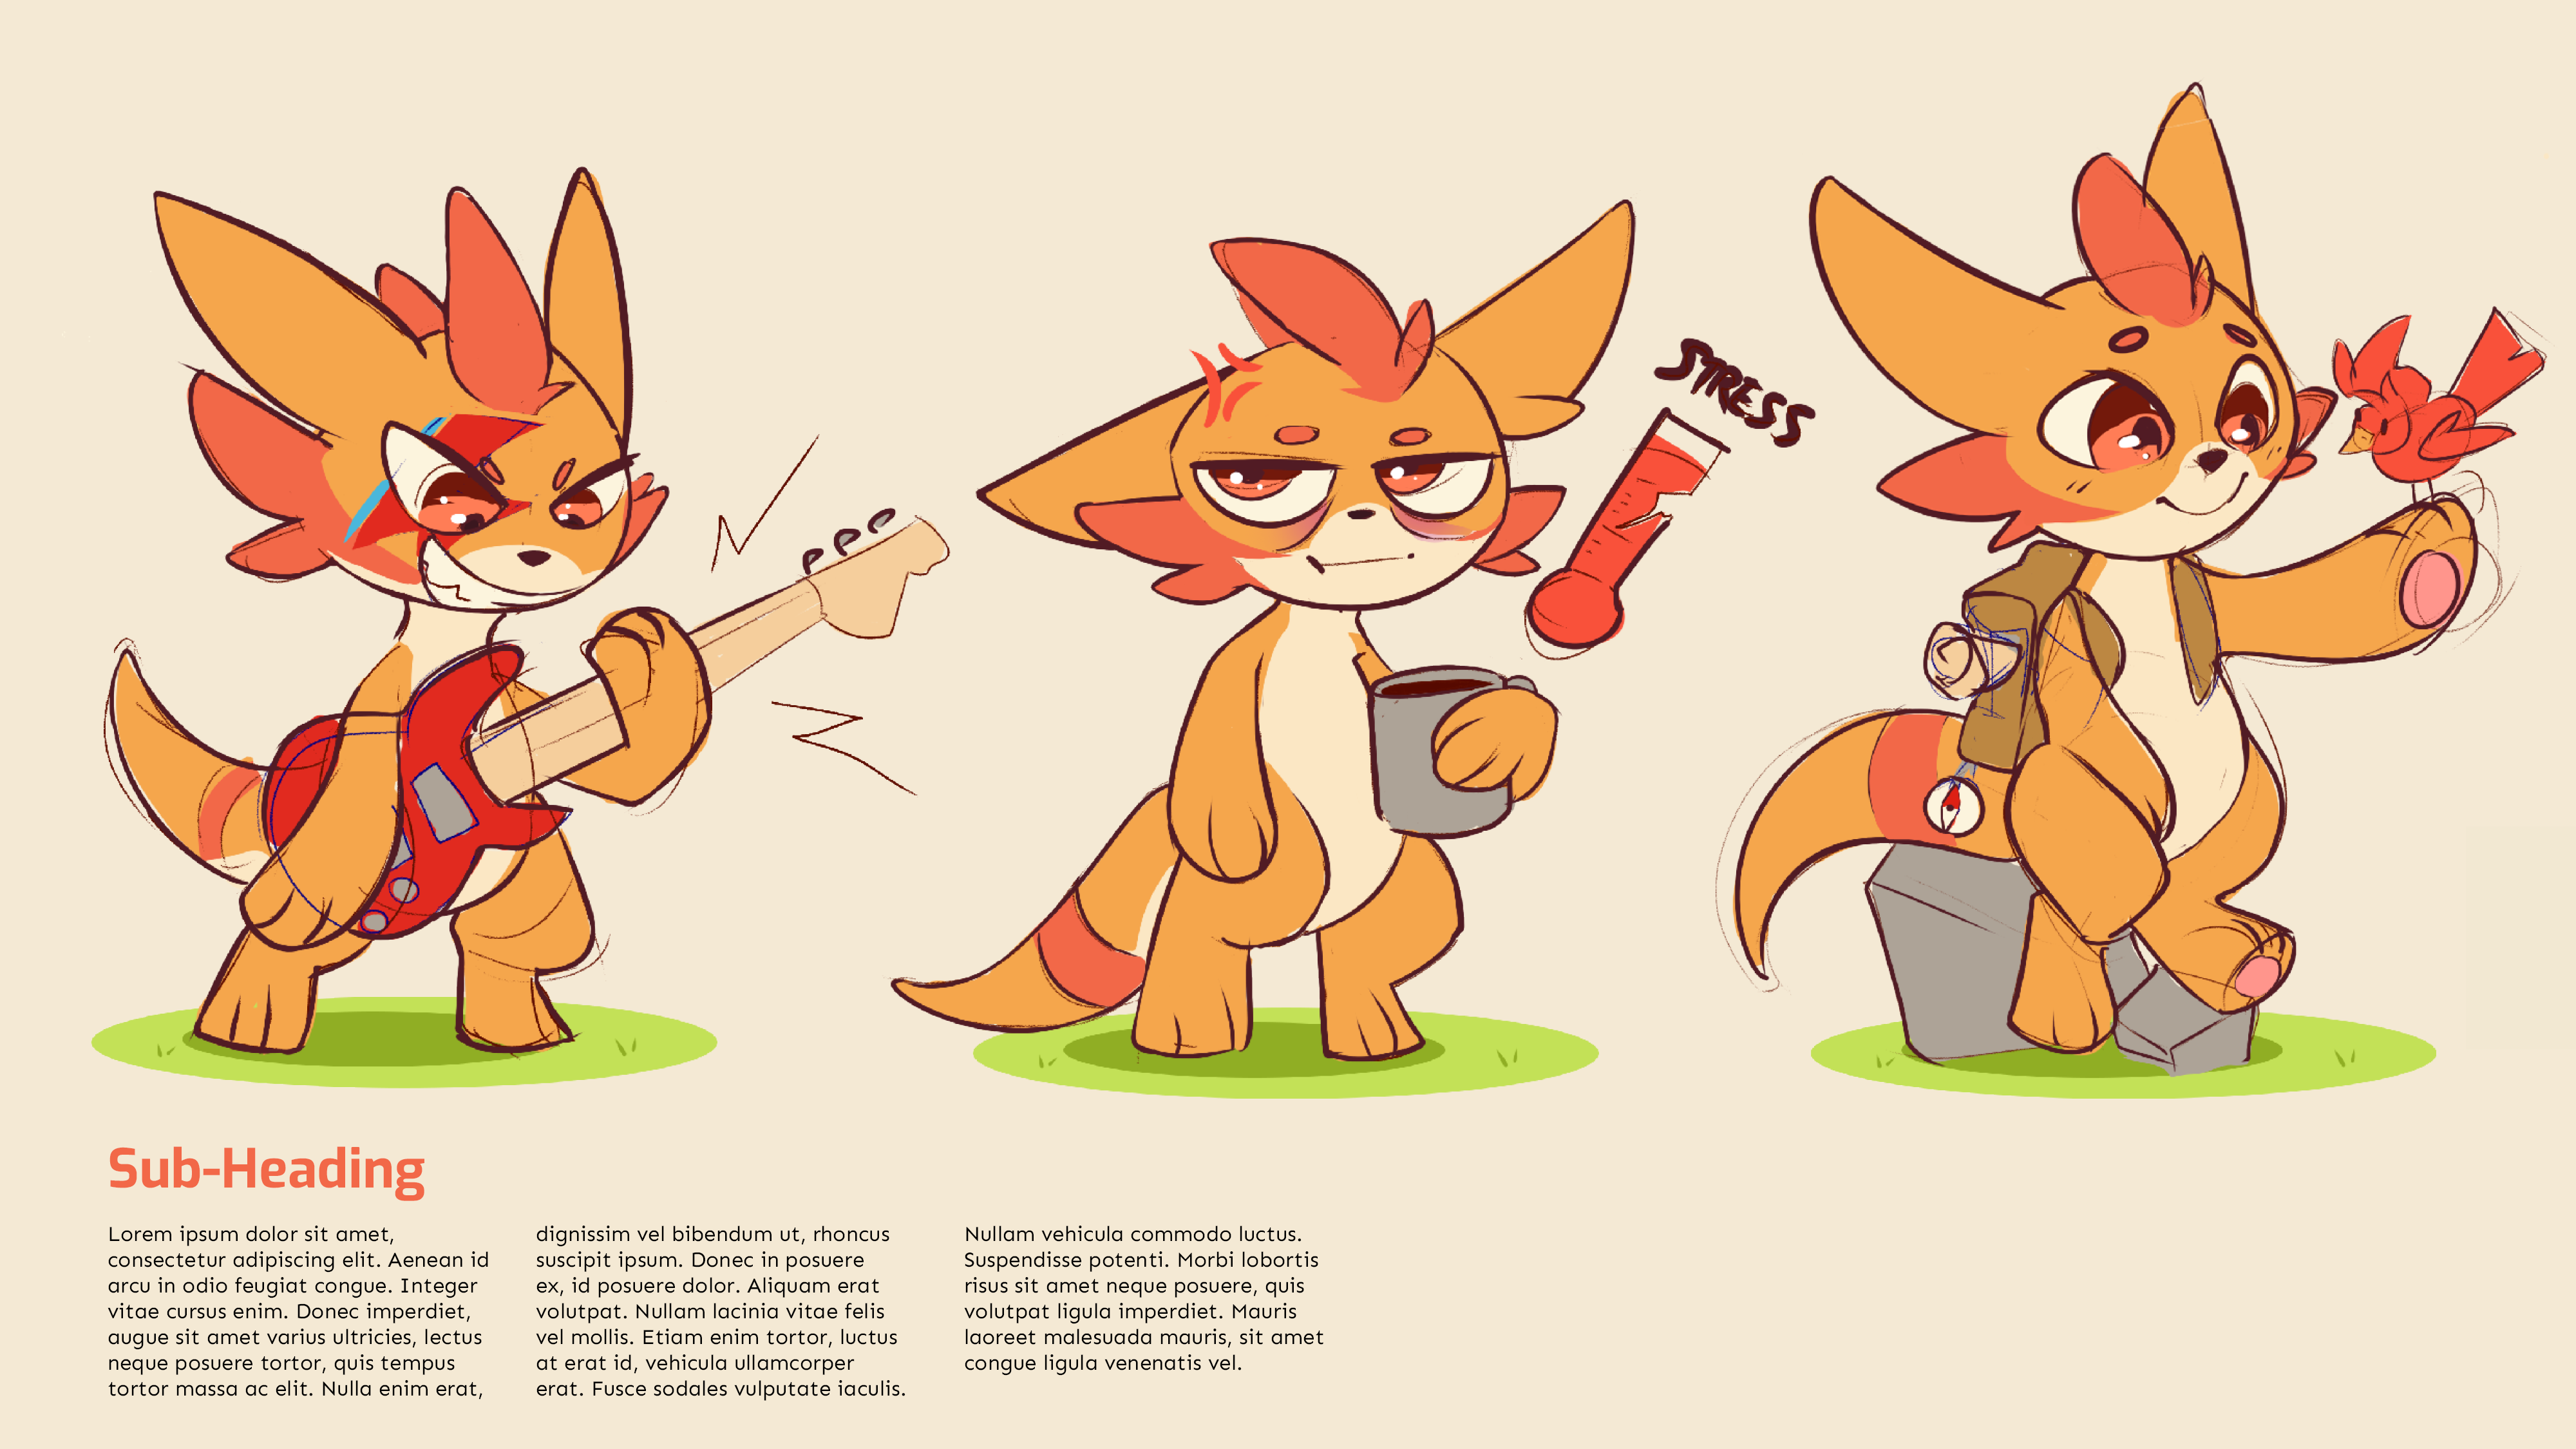 STRESS
Sub-Heading
Lorem ipsum dolor sit amet,
consectetur adipiscing elit. Aenean id
arcu in odio feugiat congue. Integer
vitae cursus enim. Donec imperdiet,
augue sit amet varius ultricies, lectus
neque posuere tortor, quis tempus
tortor massa ac elit. Nulla enim erat,
dignissim vel bibendum ut, rhoncus
suscipit ipsum. Donec in posuere
ex, id posuere dolor. Aliquam erat
volutpat. Nullam lacinia vitae felis
vel mollis. Etiam enim tortor, luctus
at erat id, vehicula ullamcorper
erat. Fusce sodales vulputate iaculis.
Nullam vehicula commodo luctus.
Suspendisse potenti. Morbi lobortis
risus sit amet neque posuere, quis
volutpat ligula imperdiet. Mauris
laoreet malesuada mauris, sit amet
congue ligula venenatis vel.